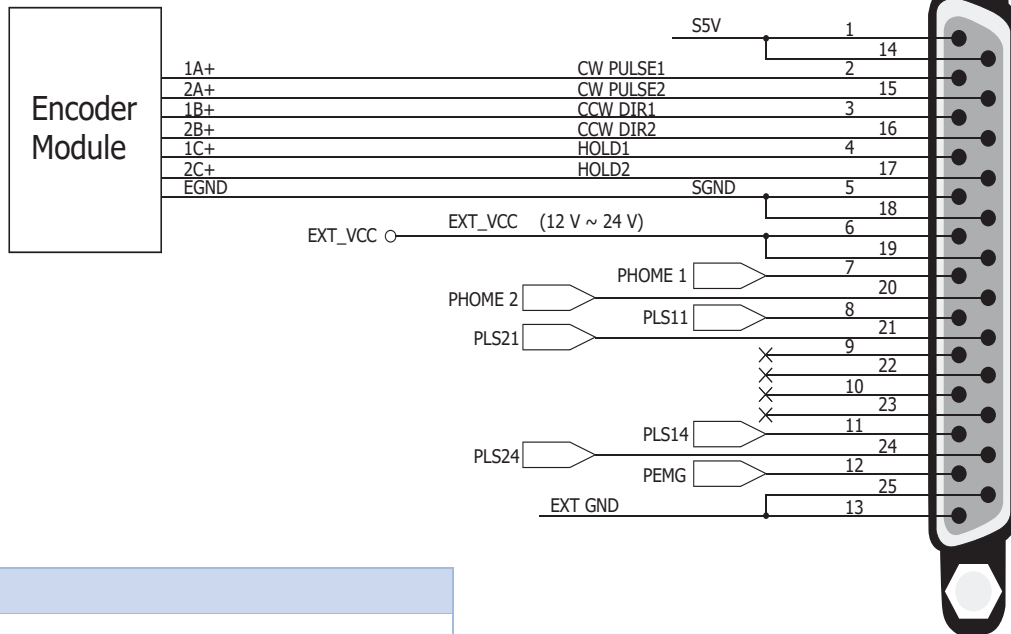 S5V 1
14
Encoder
Module
1A+ CW PULSE1 2
2A+ CW PULSE2 15
1B+ CCW DIR1 3
2B+ CCW DIR2 16
1C+ HOLD1 4
2C+ HOLD2 17
EGND SGND 5
18
EXT_VCC EXT_VCC (12 V ~ 24 V) 6
19
PHOME 1 7
PHOME 2 20
PLS11 8
PLS21 21
9
22
10
23
PLS14 11
PLS24 24
PEMG 12
25
EXT GND 13